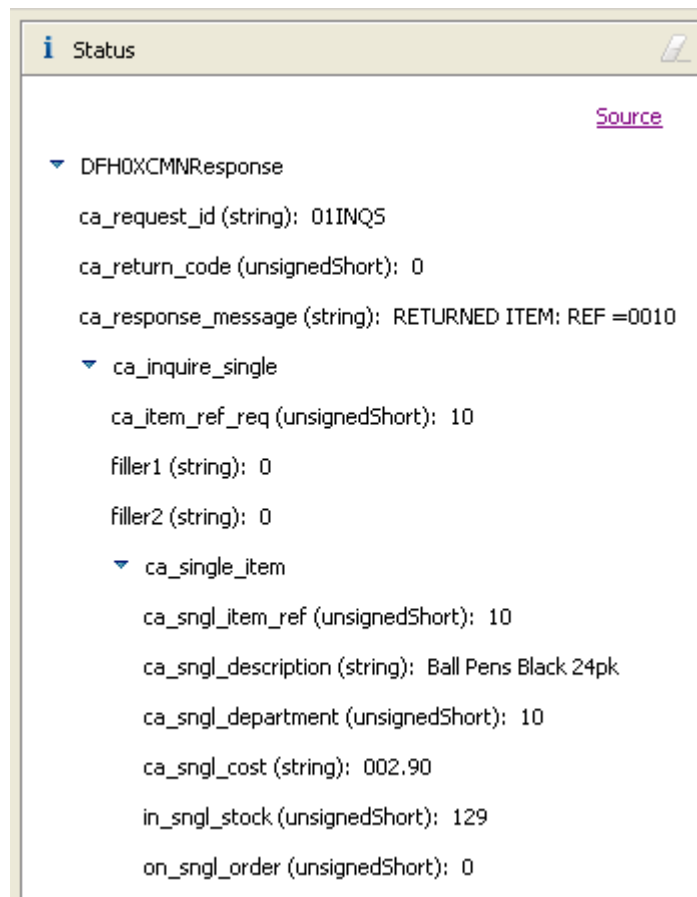 i Status
Source
DFH0XCMNResponse
ca_request_id (string): 01INQS
ca_return_code (unsignedShort): 0
ca_response_message (string): RETURNED ITEM: REF =0010
ca_inquire_single
ca_item_ref_req (unsignedShort): 10
filler1 (string): 0
filler2 (string): 0
ca_single_item
ca_sngl_item_ref (unsignedShort): 10
ca_sngl_description (string): Ball Pens Black 24pk
ca_sngl_department (unsignedShort): 10
ca_sngl_cost (string): 002.90
in_sngl_stock (unsignedShort): 129
on_sngl_order (unsignedShort): 0